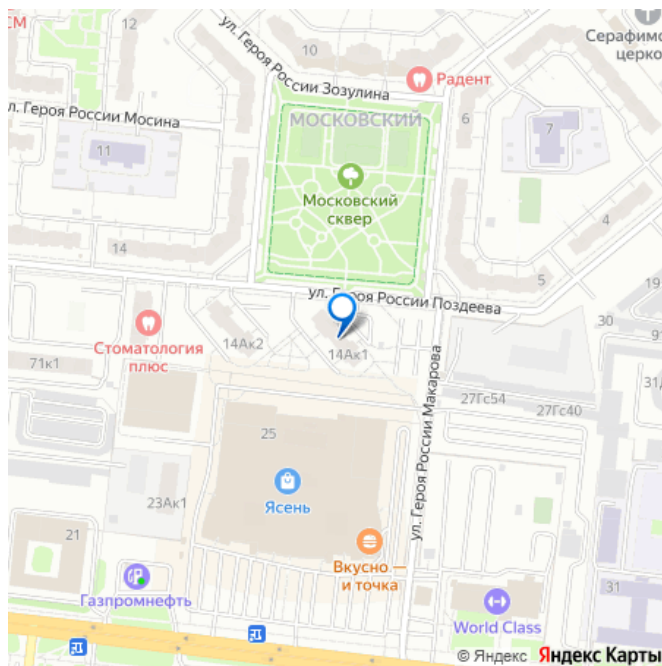 СМ
12
10
Серафимо
церко
ул. Героя России Зозулина
Радент
л. Героя России Мосина
МОСКОВСКИЙ
6
7
11
Московский
сквер
4
14
5
ул. Героя России Поздеева
30
91
Стоматология
плюс
14Ак2
14Ак1
71к1
31/
27Гс54
27Гс40
ул. Героя России Макарова
25
Ясень
23Ак1
21
Вкусно —
и точка
Газпромнефть
31
World Class
© Яндекс Яндекс Карты